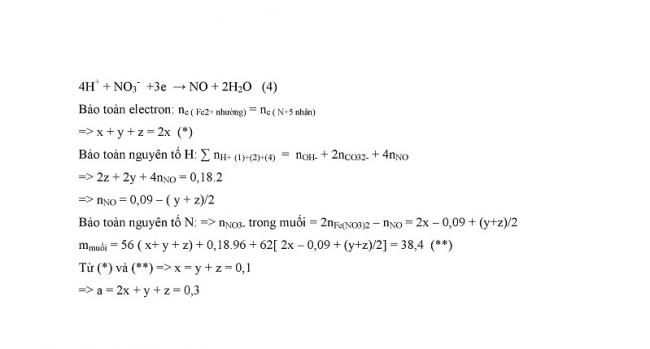 4H⁺ + NO₃⁻ +3e → NO + 2H₂O (4)
Bảo toàn electron: nₑ ( Fe2+ nhường) = nₑ ( N+5 nhận)
=> x + y + z = 2x (*)
Bảo toàn nguyên tố H: ∑ nH+ (1)+(2)+(4) = nOH- + 2nCO32- + 4nNO
=> 2z + 2y + 4nNO = 0,18.2
=> nNO = 0,09 – ( y + z)/2
Bảo toàn nguyên tố N: => nNO3- trong muối = 2nFe(NO3)2 – nNO = 2x – 0,09 + (y+z)/2
mmuối = 56 ( x+ y + z) + 0,18.96 + 62[ 2x – 0,09 + (y+z)/2] = 38,4 (**)
Từ (*) và (**) => x = y + z = 0,1
=> a = 2x + y + z = 0,3